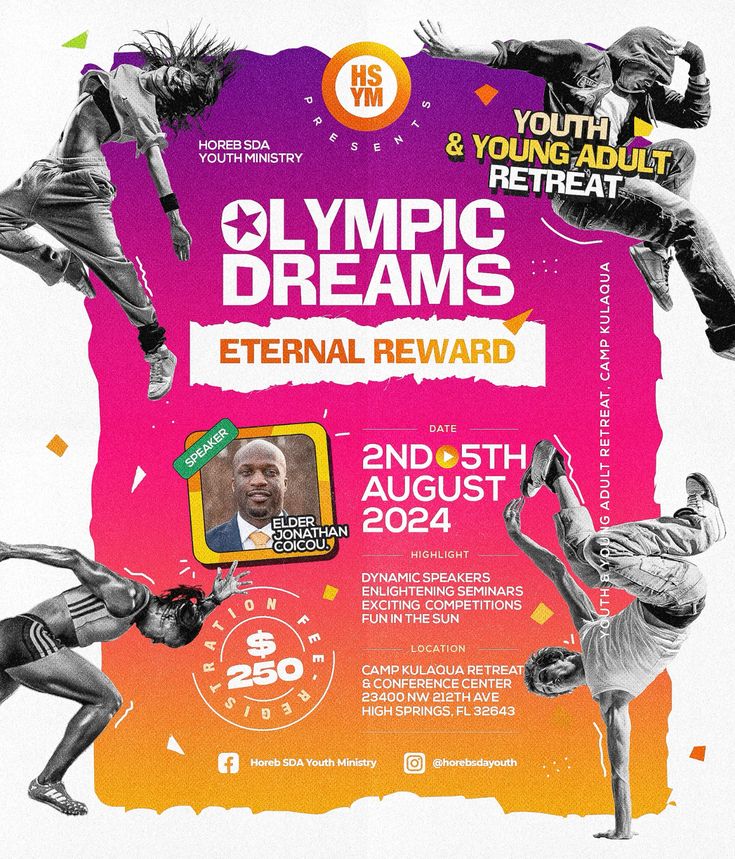 HS
YM
PRESENTS
HOREB SDA
YOUTH MINISTRY
YOUTH
& YOUNG ADULT
RETREAT
OLYMPIC
DREAMS
ETERNAL REWARD
SPEAKER
ELDER
JONATHAN
COICOU.
DATE
2ND 5TH
AUGUST
2024
HIGHLIGHT
DYNAMIC SPEAKERS
ENLIGHTENING SEMINARS
EXCITING COMPETITIONS
FUN IN THE SUN
REGISTRATION FEE-
$
250
LOCATION
CAMP KULAQUA RETREAT
& CONFERENCE CENTER
23400 NW 212TH AVE
HIGH SPRINGS, FL 32643
YOUTH & YOUNG ADULT RETREAT, CAMP KULAQUA
Horeb SDA Youth Ministry
@horebsdayouth